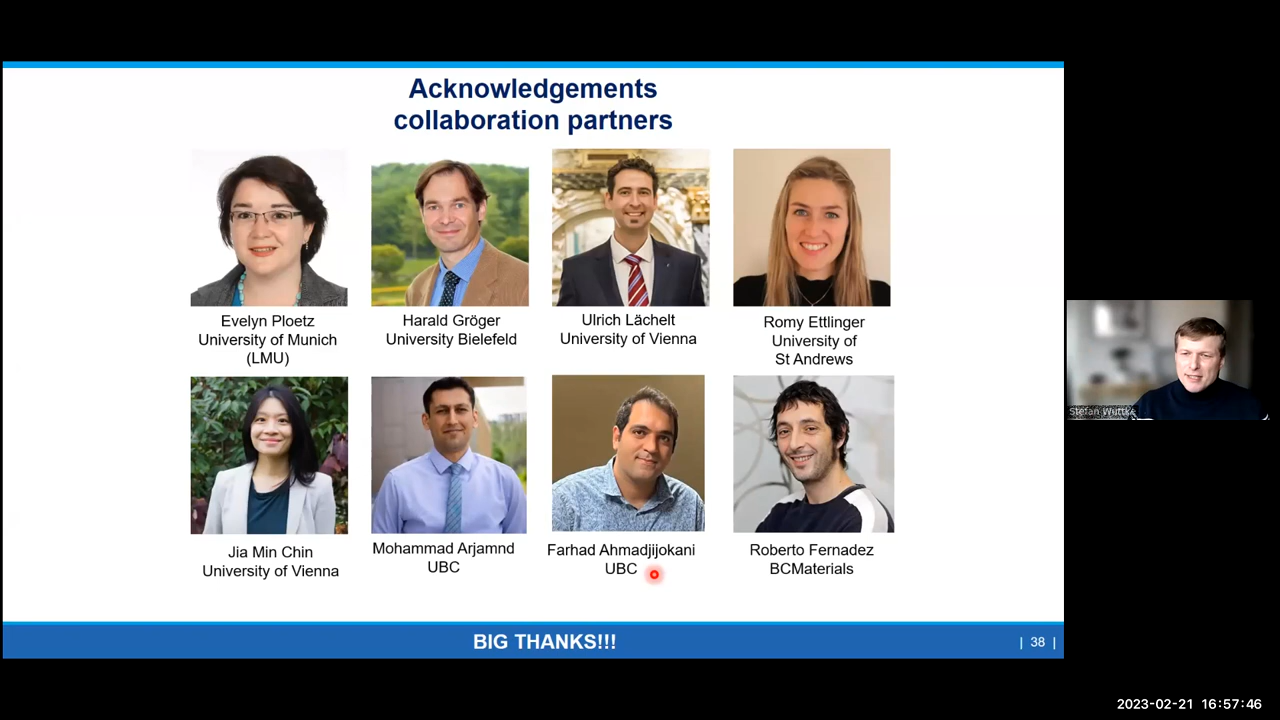 Acknowledgements
collaboration partners
Evelyn Ploetz
University of Munich
(LMU)
Harald Gröger
University Bielefeld
Ulrich Lächelt
University of Vienna
Romy Ettlinger
University of
St Andrews
Jia Min Chin
University of Vienna
Mohammad Arjamnd
UBC
Farhad Ahmadjijokani
UBC
Roberto Fernadez
BCMaterials
BIG THANKS!!!
| 38 |
Stefan Wuttke
2023-02-21 16:57:46